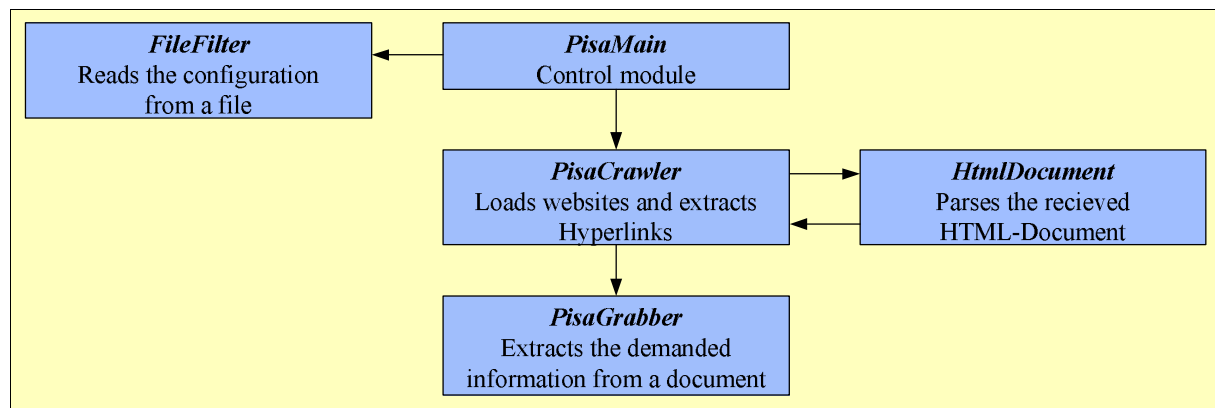 FileFilter
Reads the configuration
from a file
PisaMain
Control module
PisaCrawler
Loads websites and extracts
Hyperlinks
HtmlDocument
Parses the recieved
HTML-Document
PisaGrabber
Extracts the demanded
information from a document